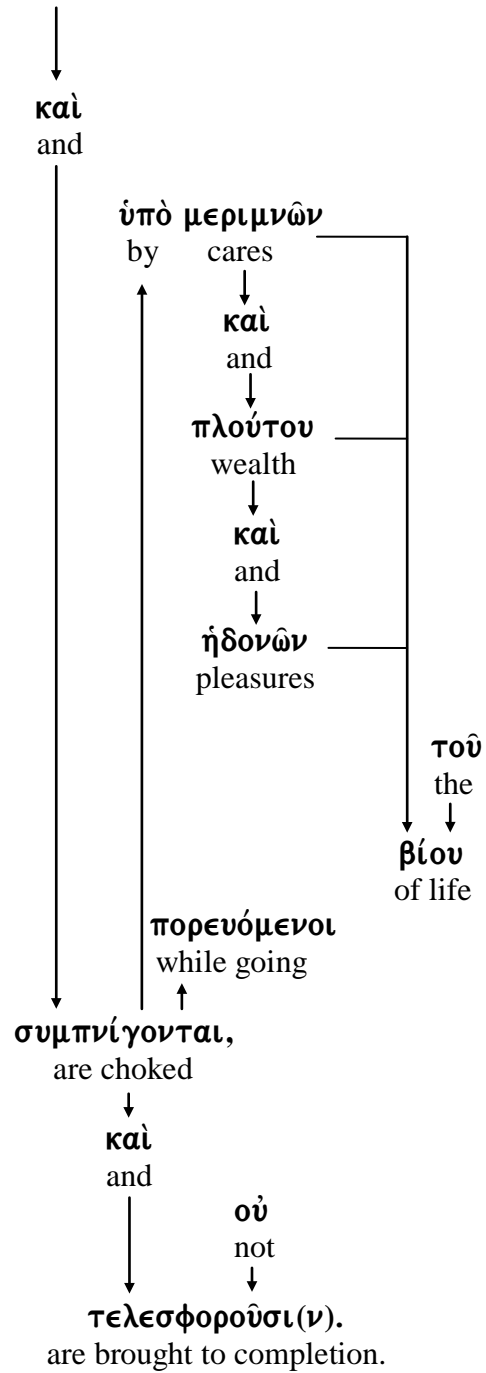 καὶ
and
ὑπὸ μεριμνῶν
by cares
καὶ
and
πλούτου
wealth
καὶ
and
ἡδονῶν
pleasures
τοῦ
the
βίου
of life
πορευόμενοι
while going
συμπνίγονται,
are choked
καὶ
and
οὐ
not
τελεσφοροῦσι(ν).
are brought to completion.